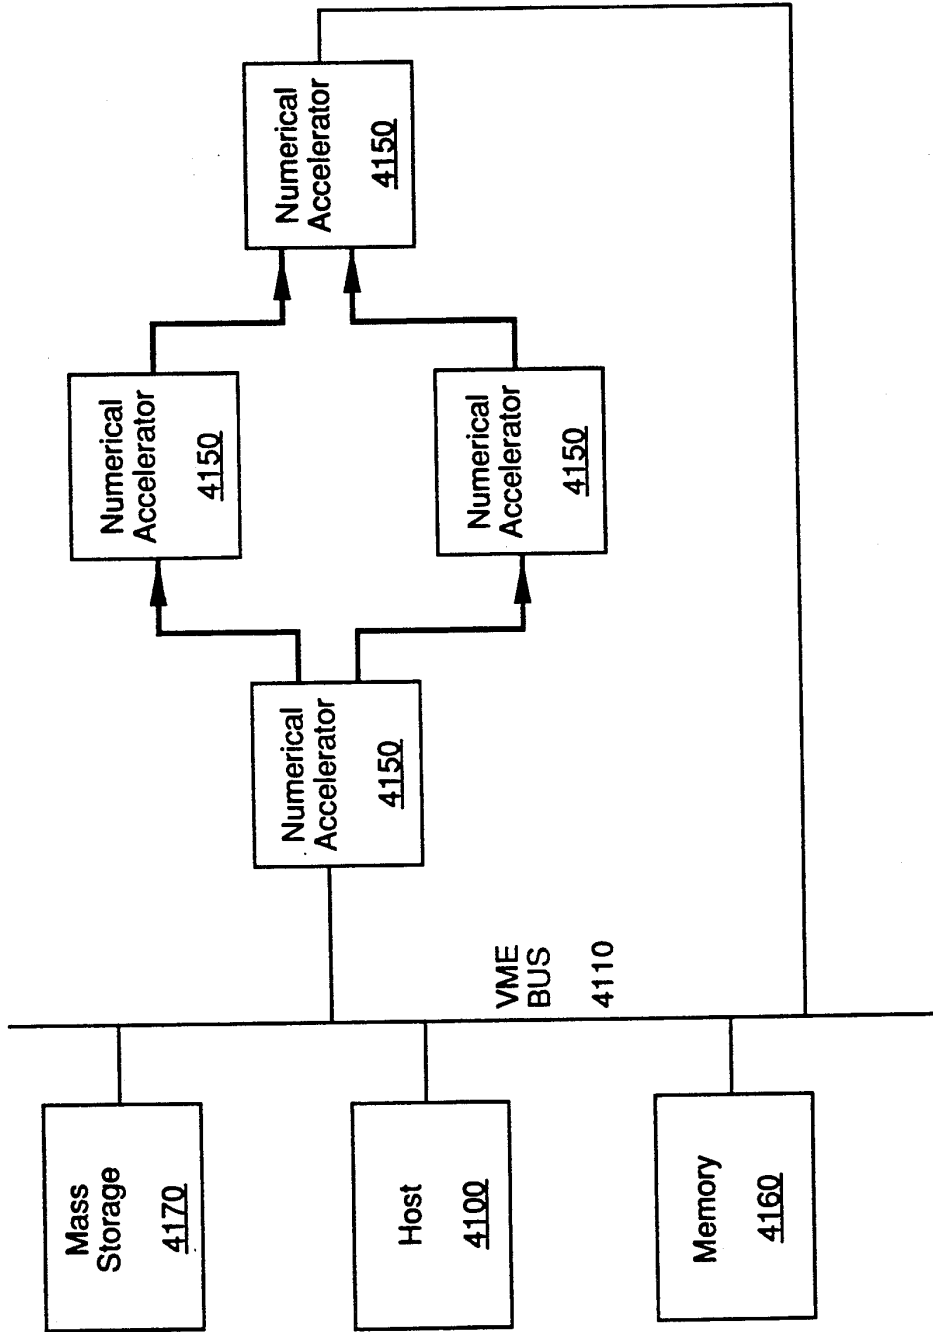 Mass
Storage
4170
Host
4100
Memory
4160
VME
BUS
4110
Numerical
Accelerator
4150
Numerical
Accelerator
4150
Numerical
Accelerator
4150
Numerical
Accelerator
4150